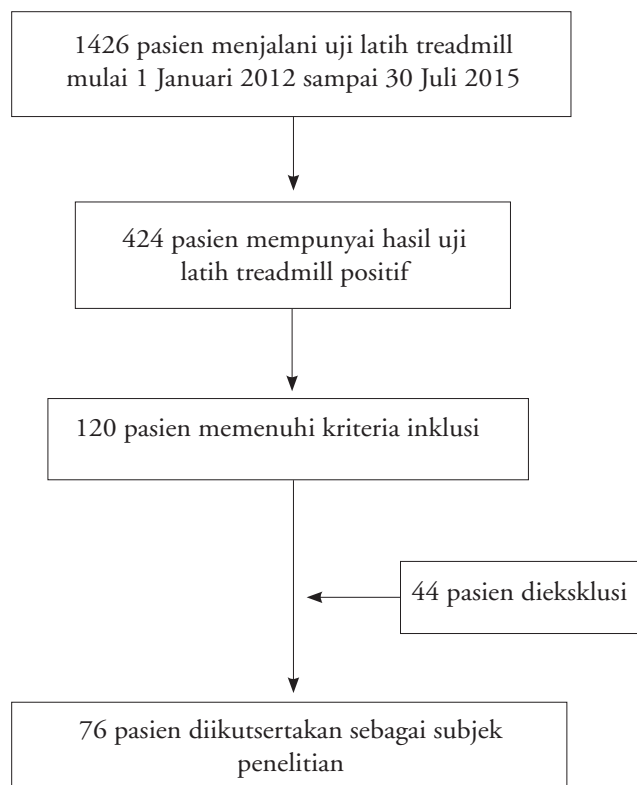 1426 pasien menjalani uji latih treadmill
mulai 1 Januari 2012 sampai 30 Juli 2015
424 pasien mempunyai hasil uji
latih treadmill positif
120 pasien memenuhi kriteria inklusi
44 pasien dieksklusi
76 pasien diikutsertakan sebagai subjek
penelitian